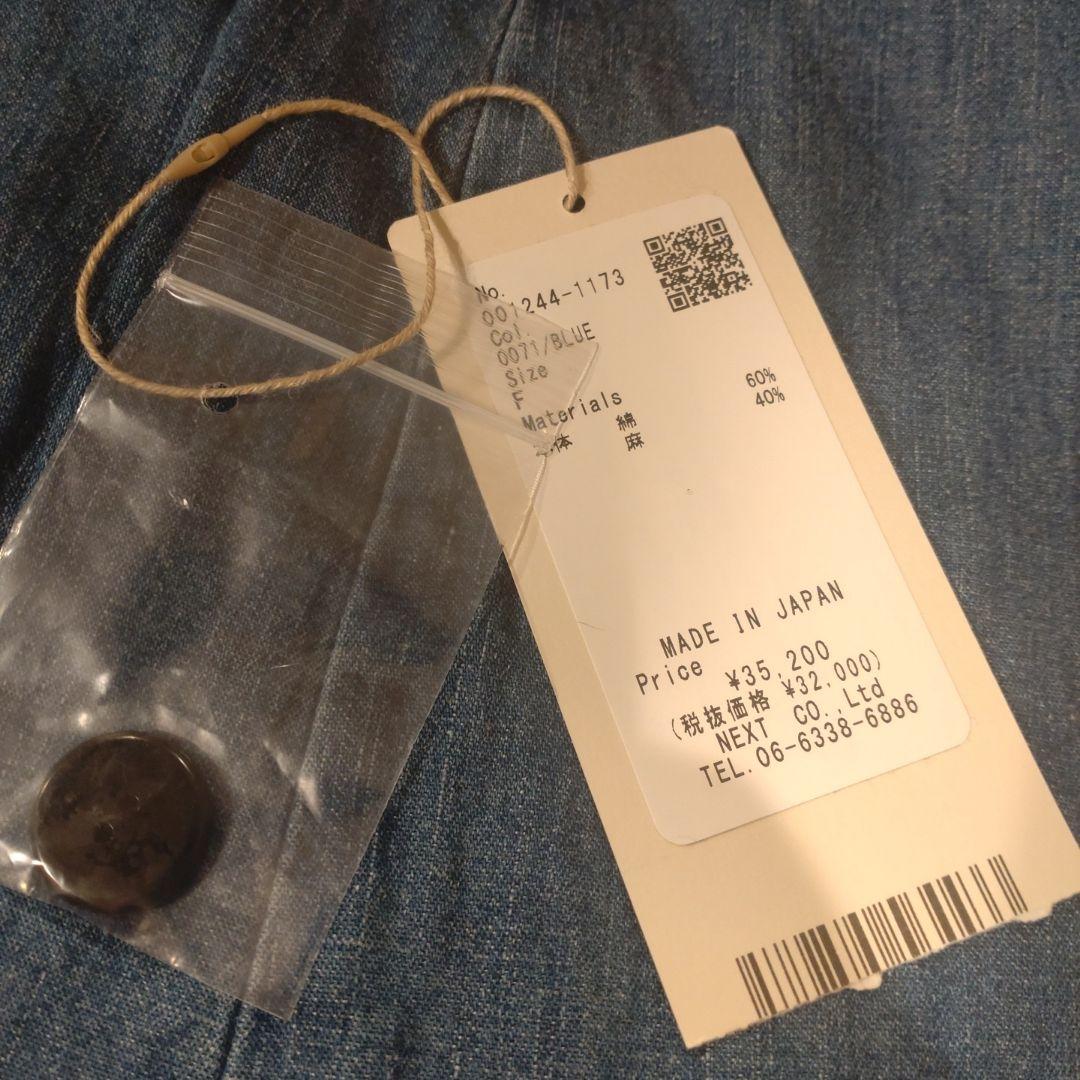 No.
001244-1173
Col.
0071/BLUE
Size
F
Materials
本体 綿 60%
麻 40%
MADE IN JAPAN
Price ¥35,200
(税抜価格 ¥32,000)
NEXT CO.,Ltd
TEL.06-6338-6886